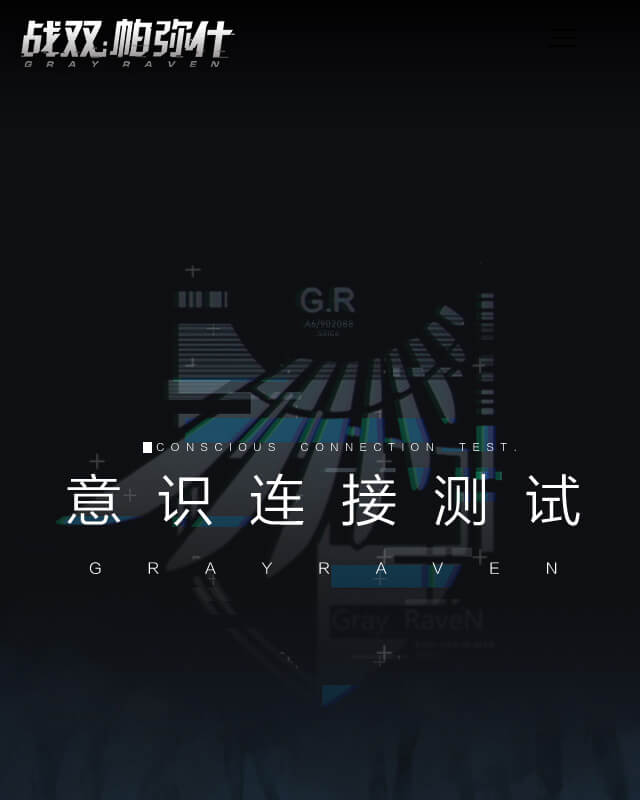 战双:帕弥什
GRAY RAVEN
G.R
A6/902088
CONSCIOUS CONNECTION TEST.
意识连接测试
GRAYRAVEN
Gray RaveN